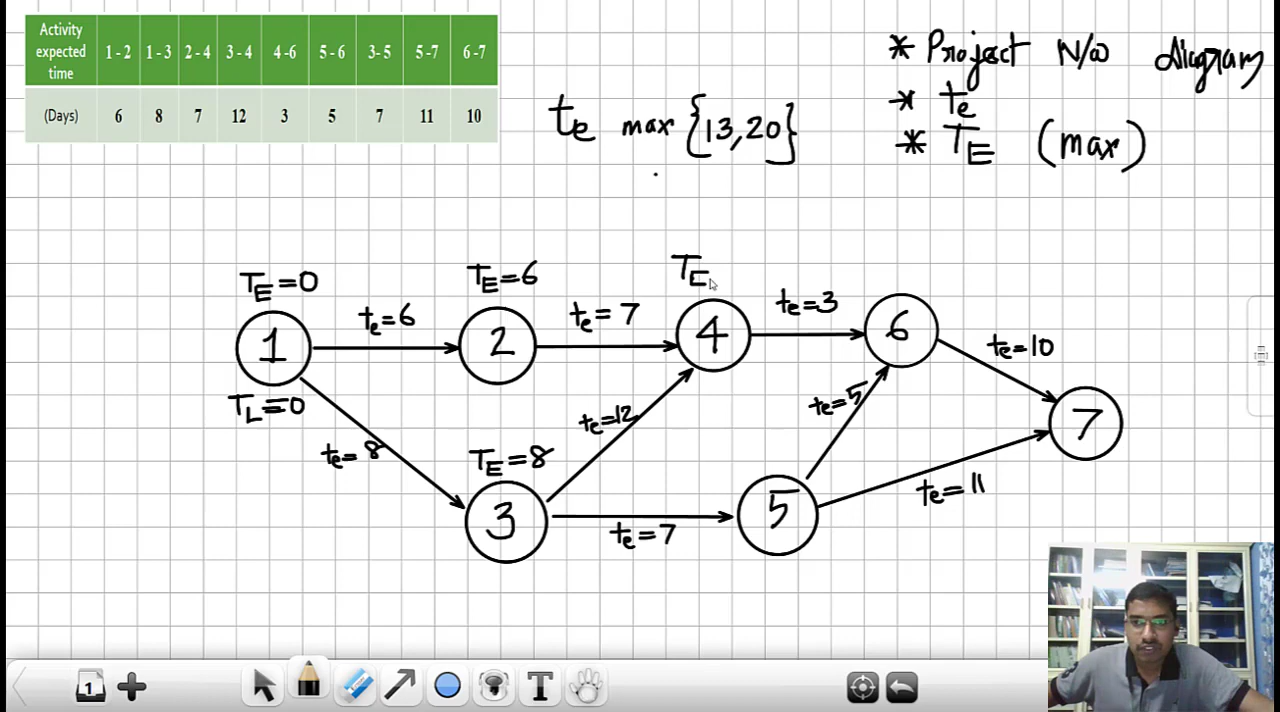 Activity expected time 1 - 2 1 - 3 2 - 4 3 - 4 4 -6 5 - 6 3- 5 5 -7 6 -7
(Days) 6 8 7 12 3 5 7 11 10
* Project N/W diagram
* te
* TE (max)
te max {13,20}
TE=0
TE=6
TE
te=6
te=7
te=3
1
2
4
6
te=10
TL=0
te=8
te=12
te=5
7
TE=8
3
te=7
5
te=11
1
T